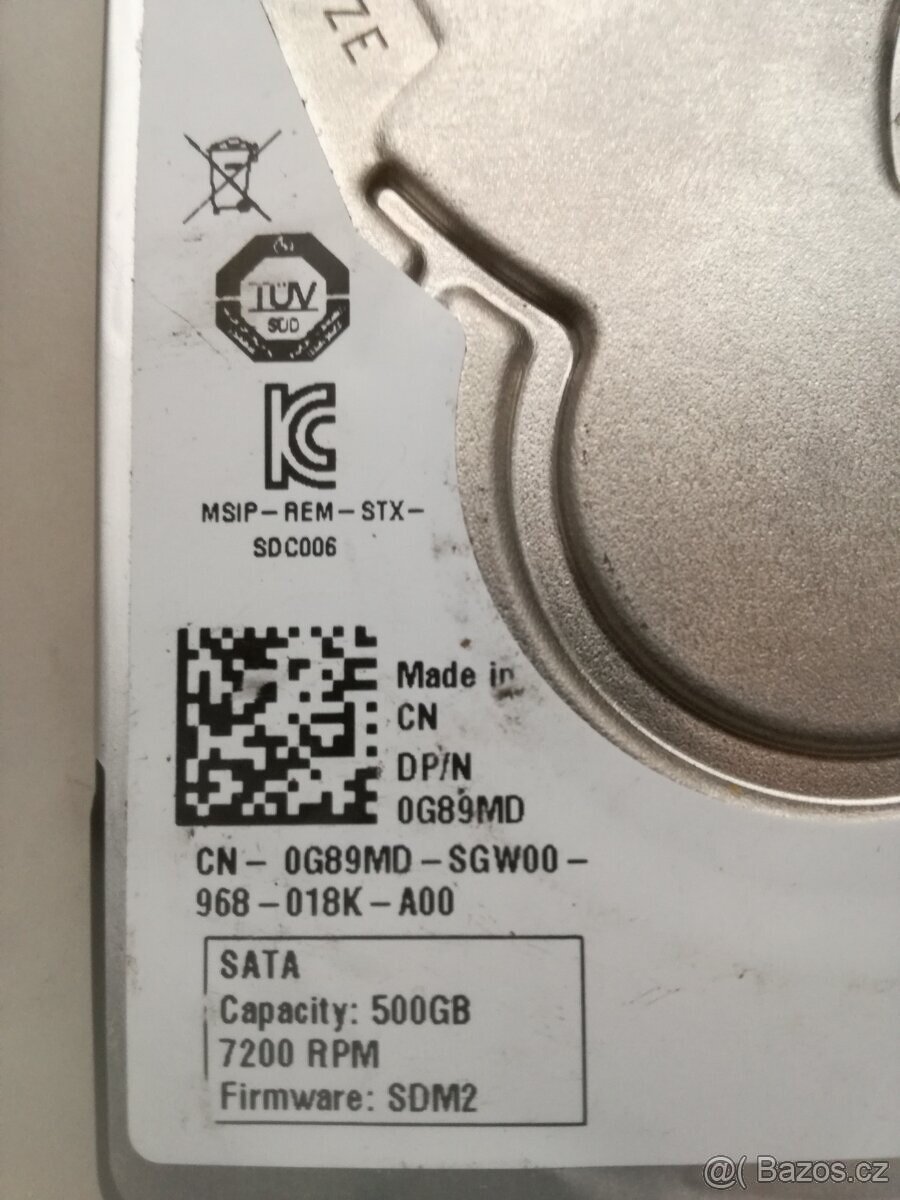 ZE
TÜV
SÜD
MSIP-REM-STX-
SDC006
Made in
CN
DP/N
0G89MD
CN-0G89MD-SGW00-
968-018K-A00
SATA
Capacity: 500GB
7200 RPM
Firmware: SDM2
@( Bazos.cz